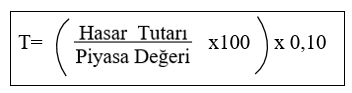 T= ( Hasar Tutarı x100 ) x 0,10
Piyasa Değeri